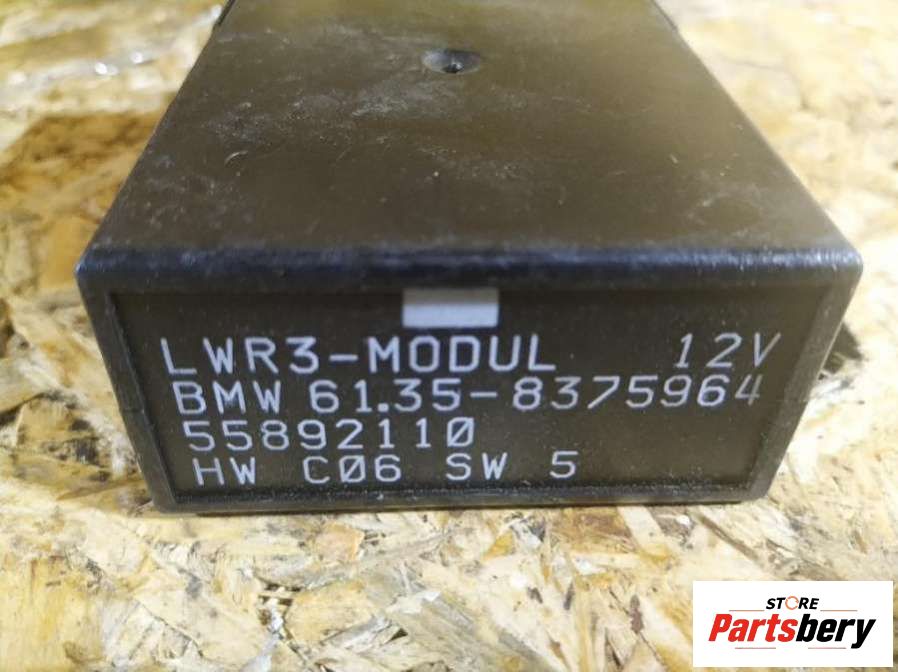 LWR3-MODUL 12V
BMW 61.35-8375964
55892110
HW C06 SW 5
STORE
Partsbery